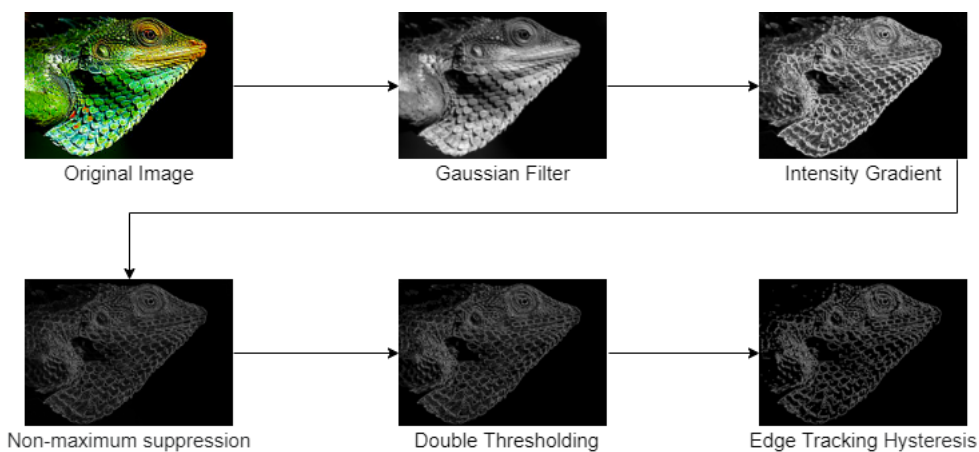 Original Image
Gaussian Filter
Intensity Gradient
Non-maximum suppression
Double Thresholding
Edge Tracking Hysteresis